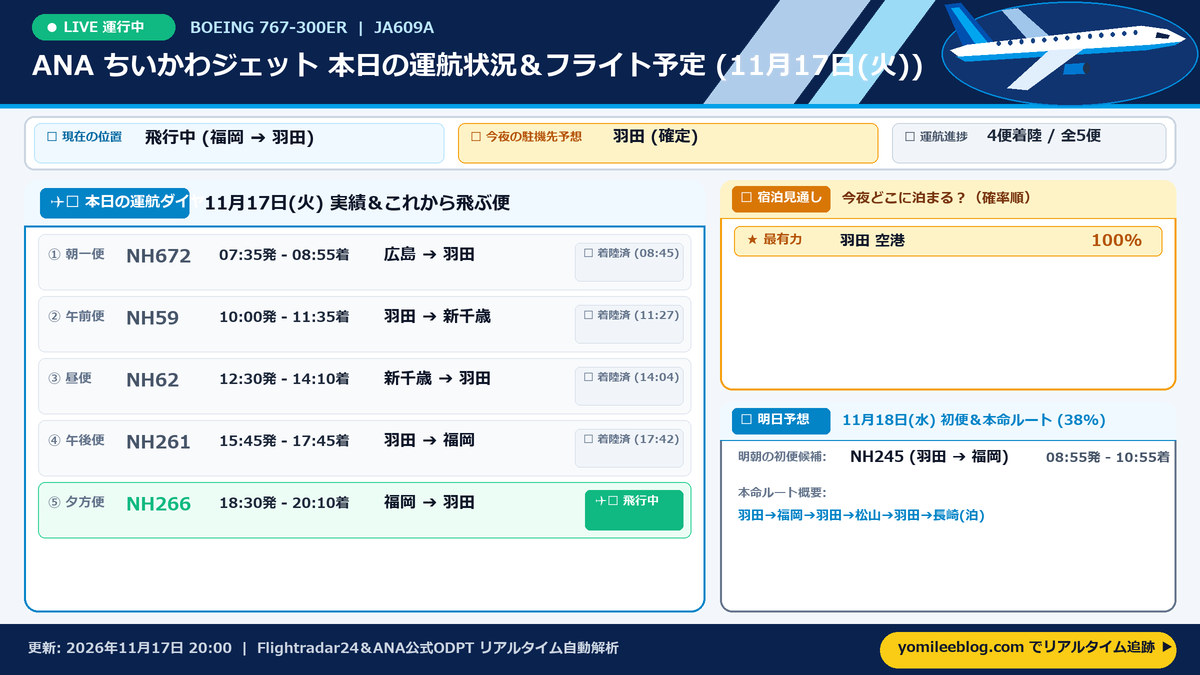 ● LIVE 運行中
BOEING 767-300ER | JA609A
ANA ちいかわジェット 本日の運航状況＆フライト予定 (11月17日(火))
□ 現在の位置 飛行中 (福岡 → 羽田)
□ 今夜の駐機先予想 羽田 (確定)
□ 運航進捗 4便着陸 / 全5便
✈□ 本日の運航ダイ 11月17日(火) 実績＆これから飛ぶ便
① 朝一便 NH672 07:35発 - 08:55着 広島 → 羽田 □ 着陸済 (08:45)
② 午前便 NH59 10:00発 - 11:35着 羽田 → 新千歳 □ 着陸済 (11:27)
③ 昼便 NH62 12:30発 - 14:10着 新千歳 → 羽田 □ 着陸済 (14:04)
④ 午後便 NH261 15:45発 - 17:45着 羽田 → 福岡 □ 着陸済 (17:42)
⑤ 夕方便 NH266 18:30発 - 20:10着 福岡 → 羽田 ✈□ 飛行中
□ 宿泊見通し 今夜どこに泊まる？（確率順）
★ 最有力 羽田 空港 100%
□ 明日予想 11月18日(水) 初便＆本命ルート (38%)
明朝の初便候補: NH245 (羽田 → 福岡) 08:55発 - 10:55着
本命ルート概要:
羽田→福岡→羽田→松山→羽田→長崎(泊)
更新: 2026年11月17日 20:00 | Flightradar24＆ANA公式ODPT リアルタイム自動解析
yomileeblog.com でリアルタイム追跡 ▶